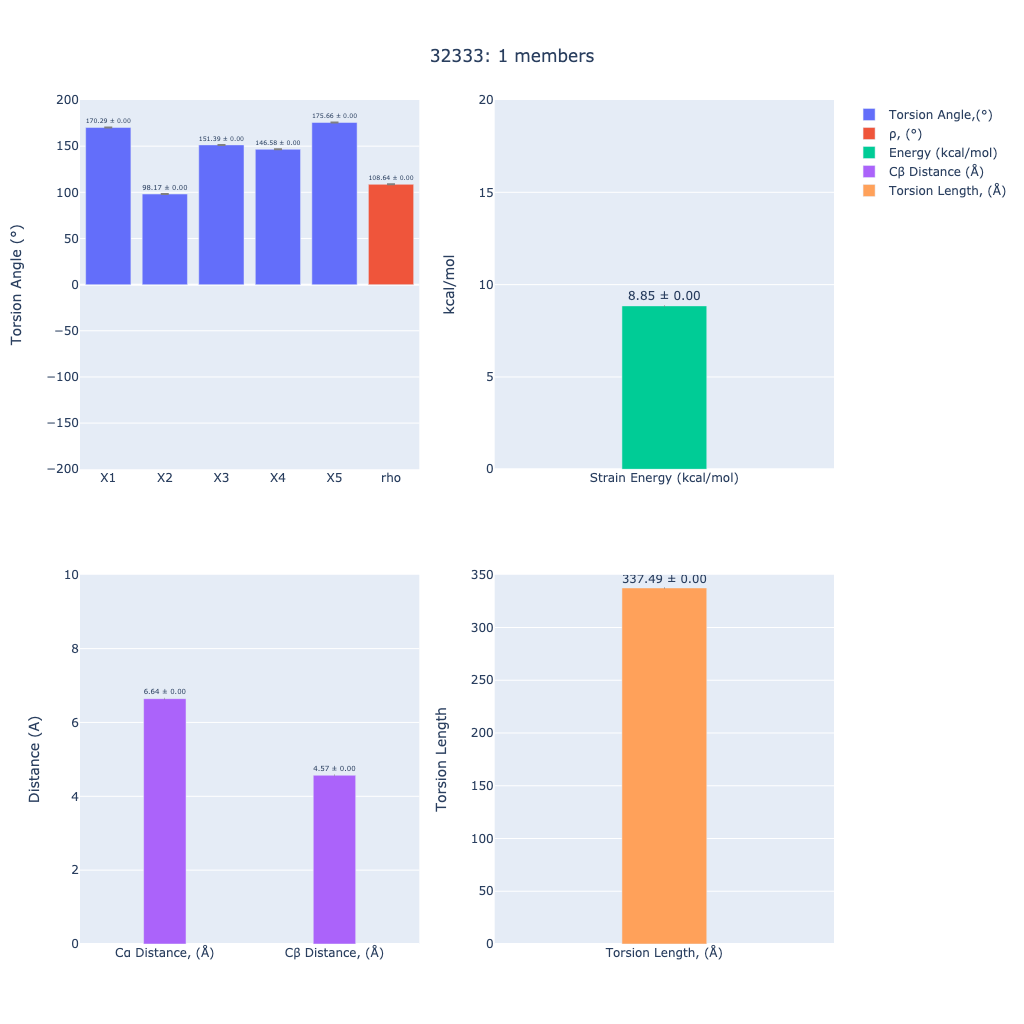 32333: 1 members
200
150
100
50
0
−50
−100
−150
−200
Torsion Angle (°)
170.29 ± 0.00
98.17 ± 0.00
151.39 ± 0.00
146.58 ± 0.00
175.66 ± 0.00
108.64 ± 0.00
X1
X2
X3
X4
X5
rho
20
15
10
5
0
kcal/mol
8.85 ± 0.00
Strain Energy (kcal/mol)
Torsion Angle,(°)
ρ, (°)
Energy (kcal/mol)
Cβ Distance (Å)
Torsion Length, (Å)
10
8
6
4
2
0
Distance (A)
6.64 ± 0.00
4.57 ± 0.00
Cα Distance, (Å)
Cβ Distance, (Å)
350
300
250
200
150
100
50
0
Torsion Length
337.49 ± 0.00
Torsion Length, (Å)